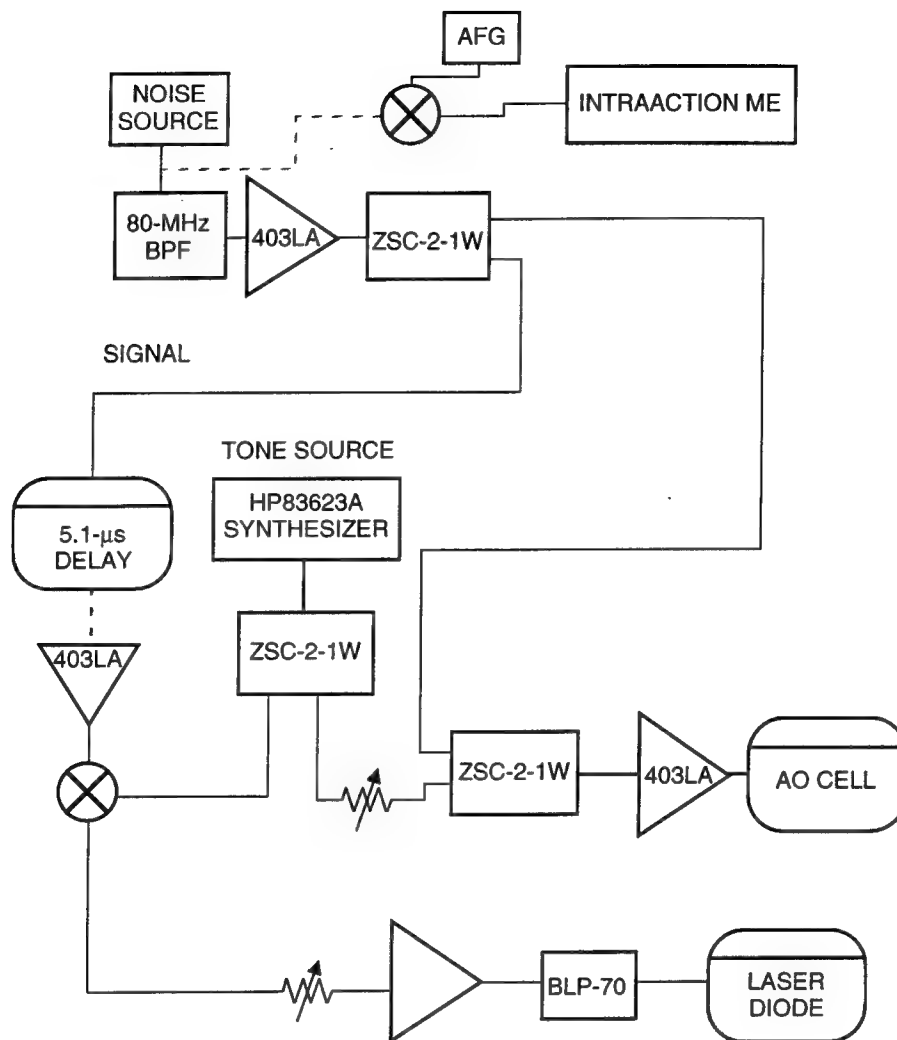 AFG
NOISE
SOURCE
INTRAACTION ME
80-MHz
BPF
403LA
ZSC-2-1W
SIGNAL
TONE SOURCE
HP83623A
SYNTHESIZER
5.1-μs
DELAY
ZSC-2-1W
403LA
ZSC-2-1W
403LA
AO CELL
BLP-70
LASER
DIODE